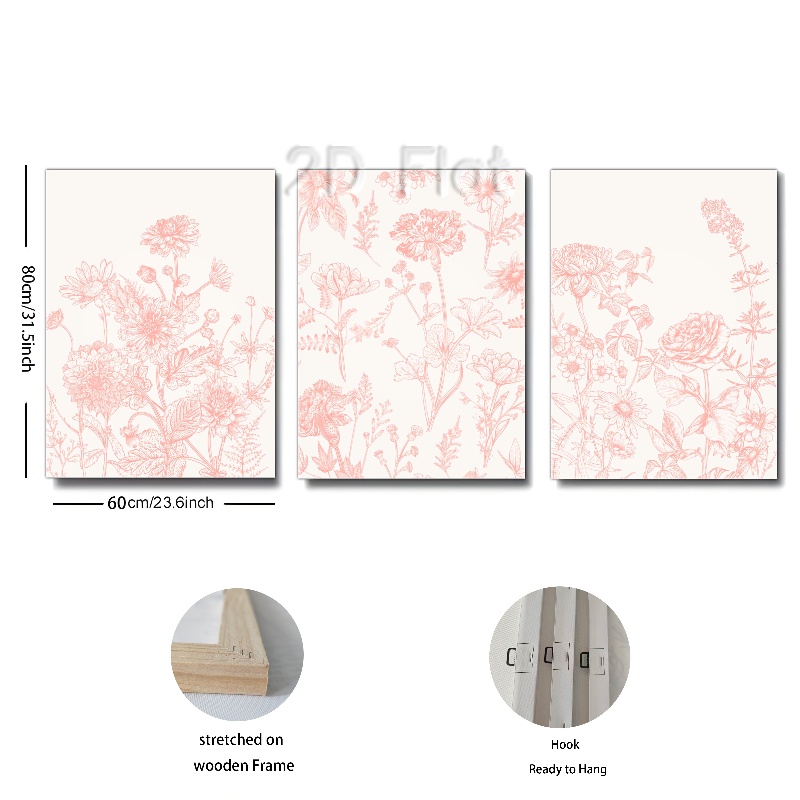 2D Flat
80cm/31.5inch
60cm/23.6inch
stretched on
wooden Frame
Hook
Ready to Hang